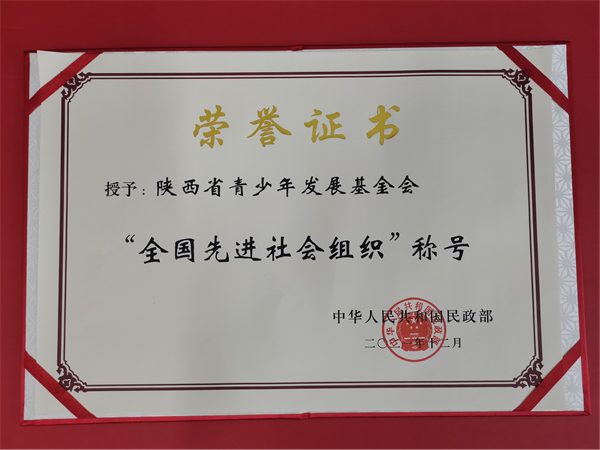 荣誉证书
授予：陕西省青少年发展基金会
“全国先进社会组织”称号
中华人民共和国民政部
二〇二一年十二月